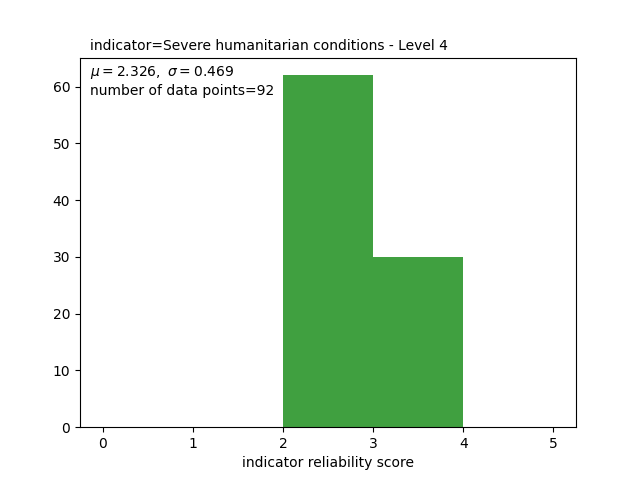 indicator=Severe humanitarian conditions - Level 4
μ = 2.326, σ = 0.469
number of data points=92
60
50
40
30
20
10
0
0 1 2 3 4 5
indicator reliability score